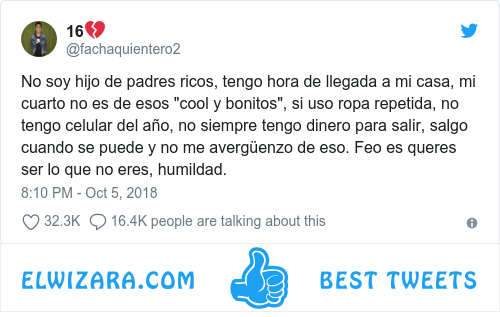 16💔
@fachaquientero2
No soy hijo de padres ricos, tengo hora de llegada a mi casa, mi
cuarto no es de esos "cool y bonitos", si uso ropa repetida, no
tengo celular del año, no siempre tengo dinero para salir, salgo
cuando se puede y no me avergüenzo de eso. Feo es queres
ser lo que no eres, humildad.
8:10 PM - Oct 5, 2018
32.3K 16.4K people are talking about this
ELWIZARA.COM BEST TWEETS